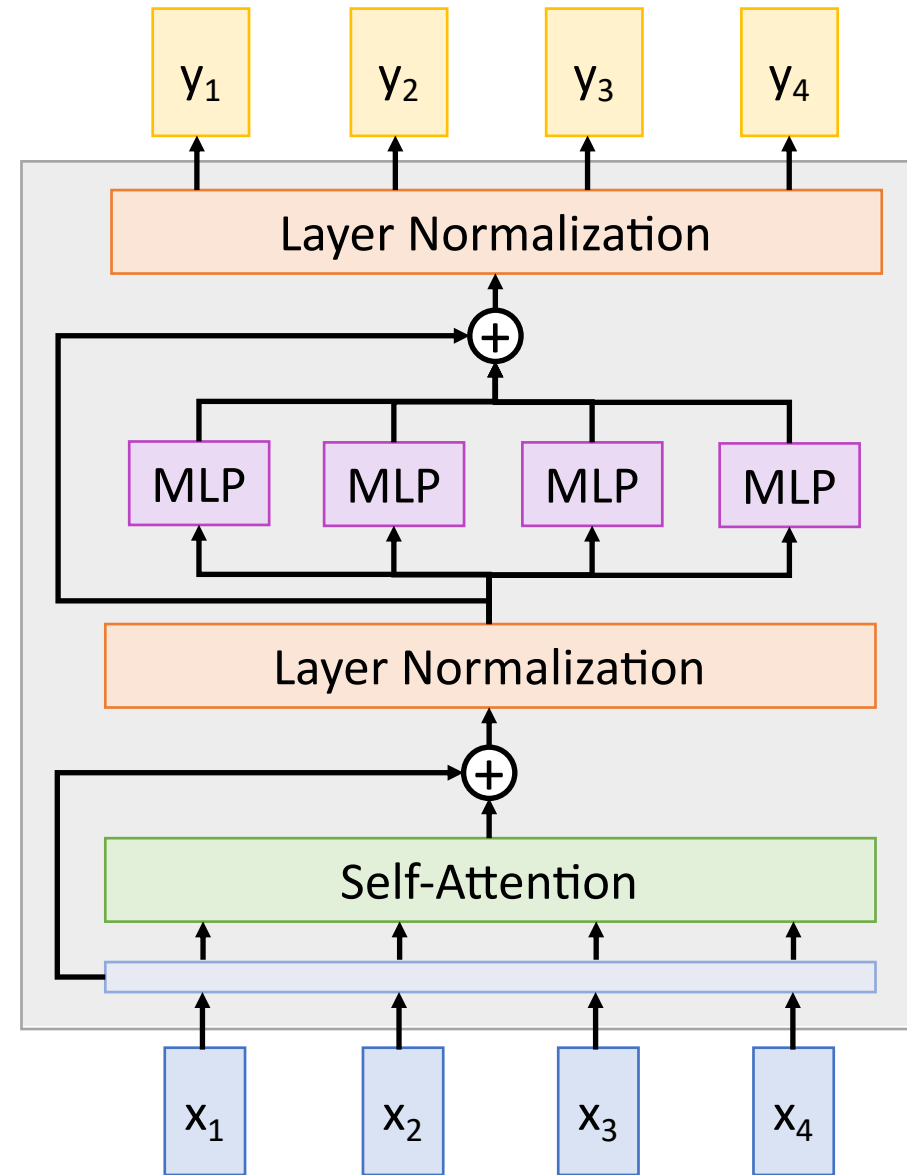 y₁ y₂ y₃ y₄
Layer Normalization
+
MLP MLP MLP MLP
Layer Normalization
+
Self-Attention
x₁ x₂ x₃ x₄